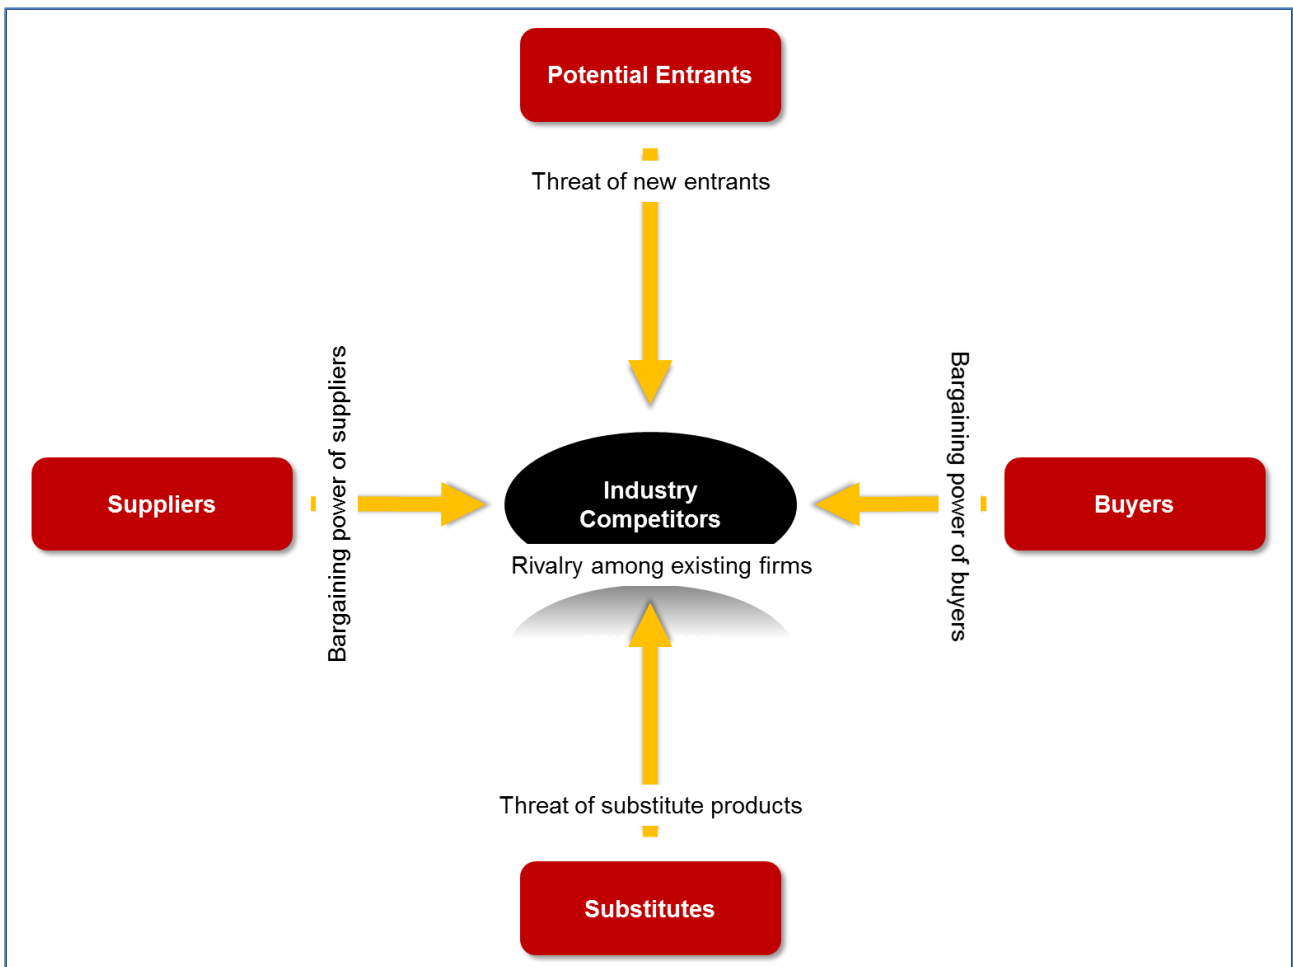 Potential Entrants
Threat of new entrants
Bargaining power of suppliers
Bargaining power of buyers
Suppliers
Industry
Competitors
Buyers
Rivalry among existing firms
Threat of substitute products
Substitutes